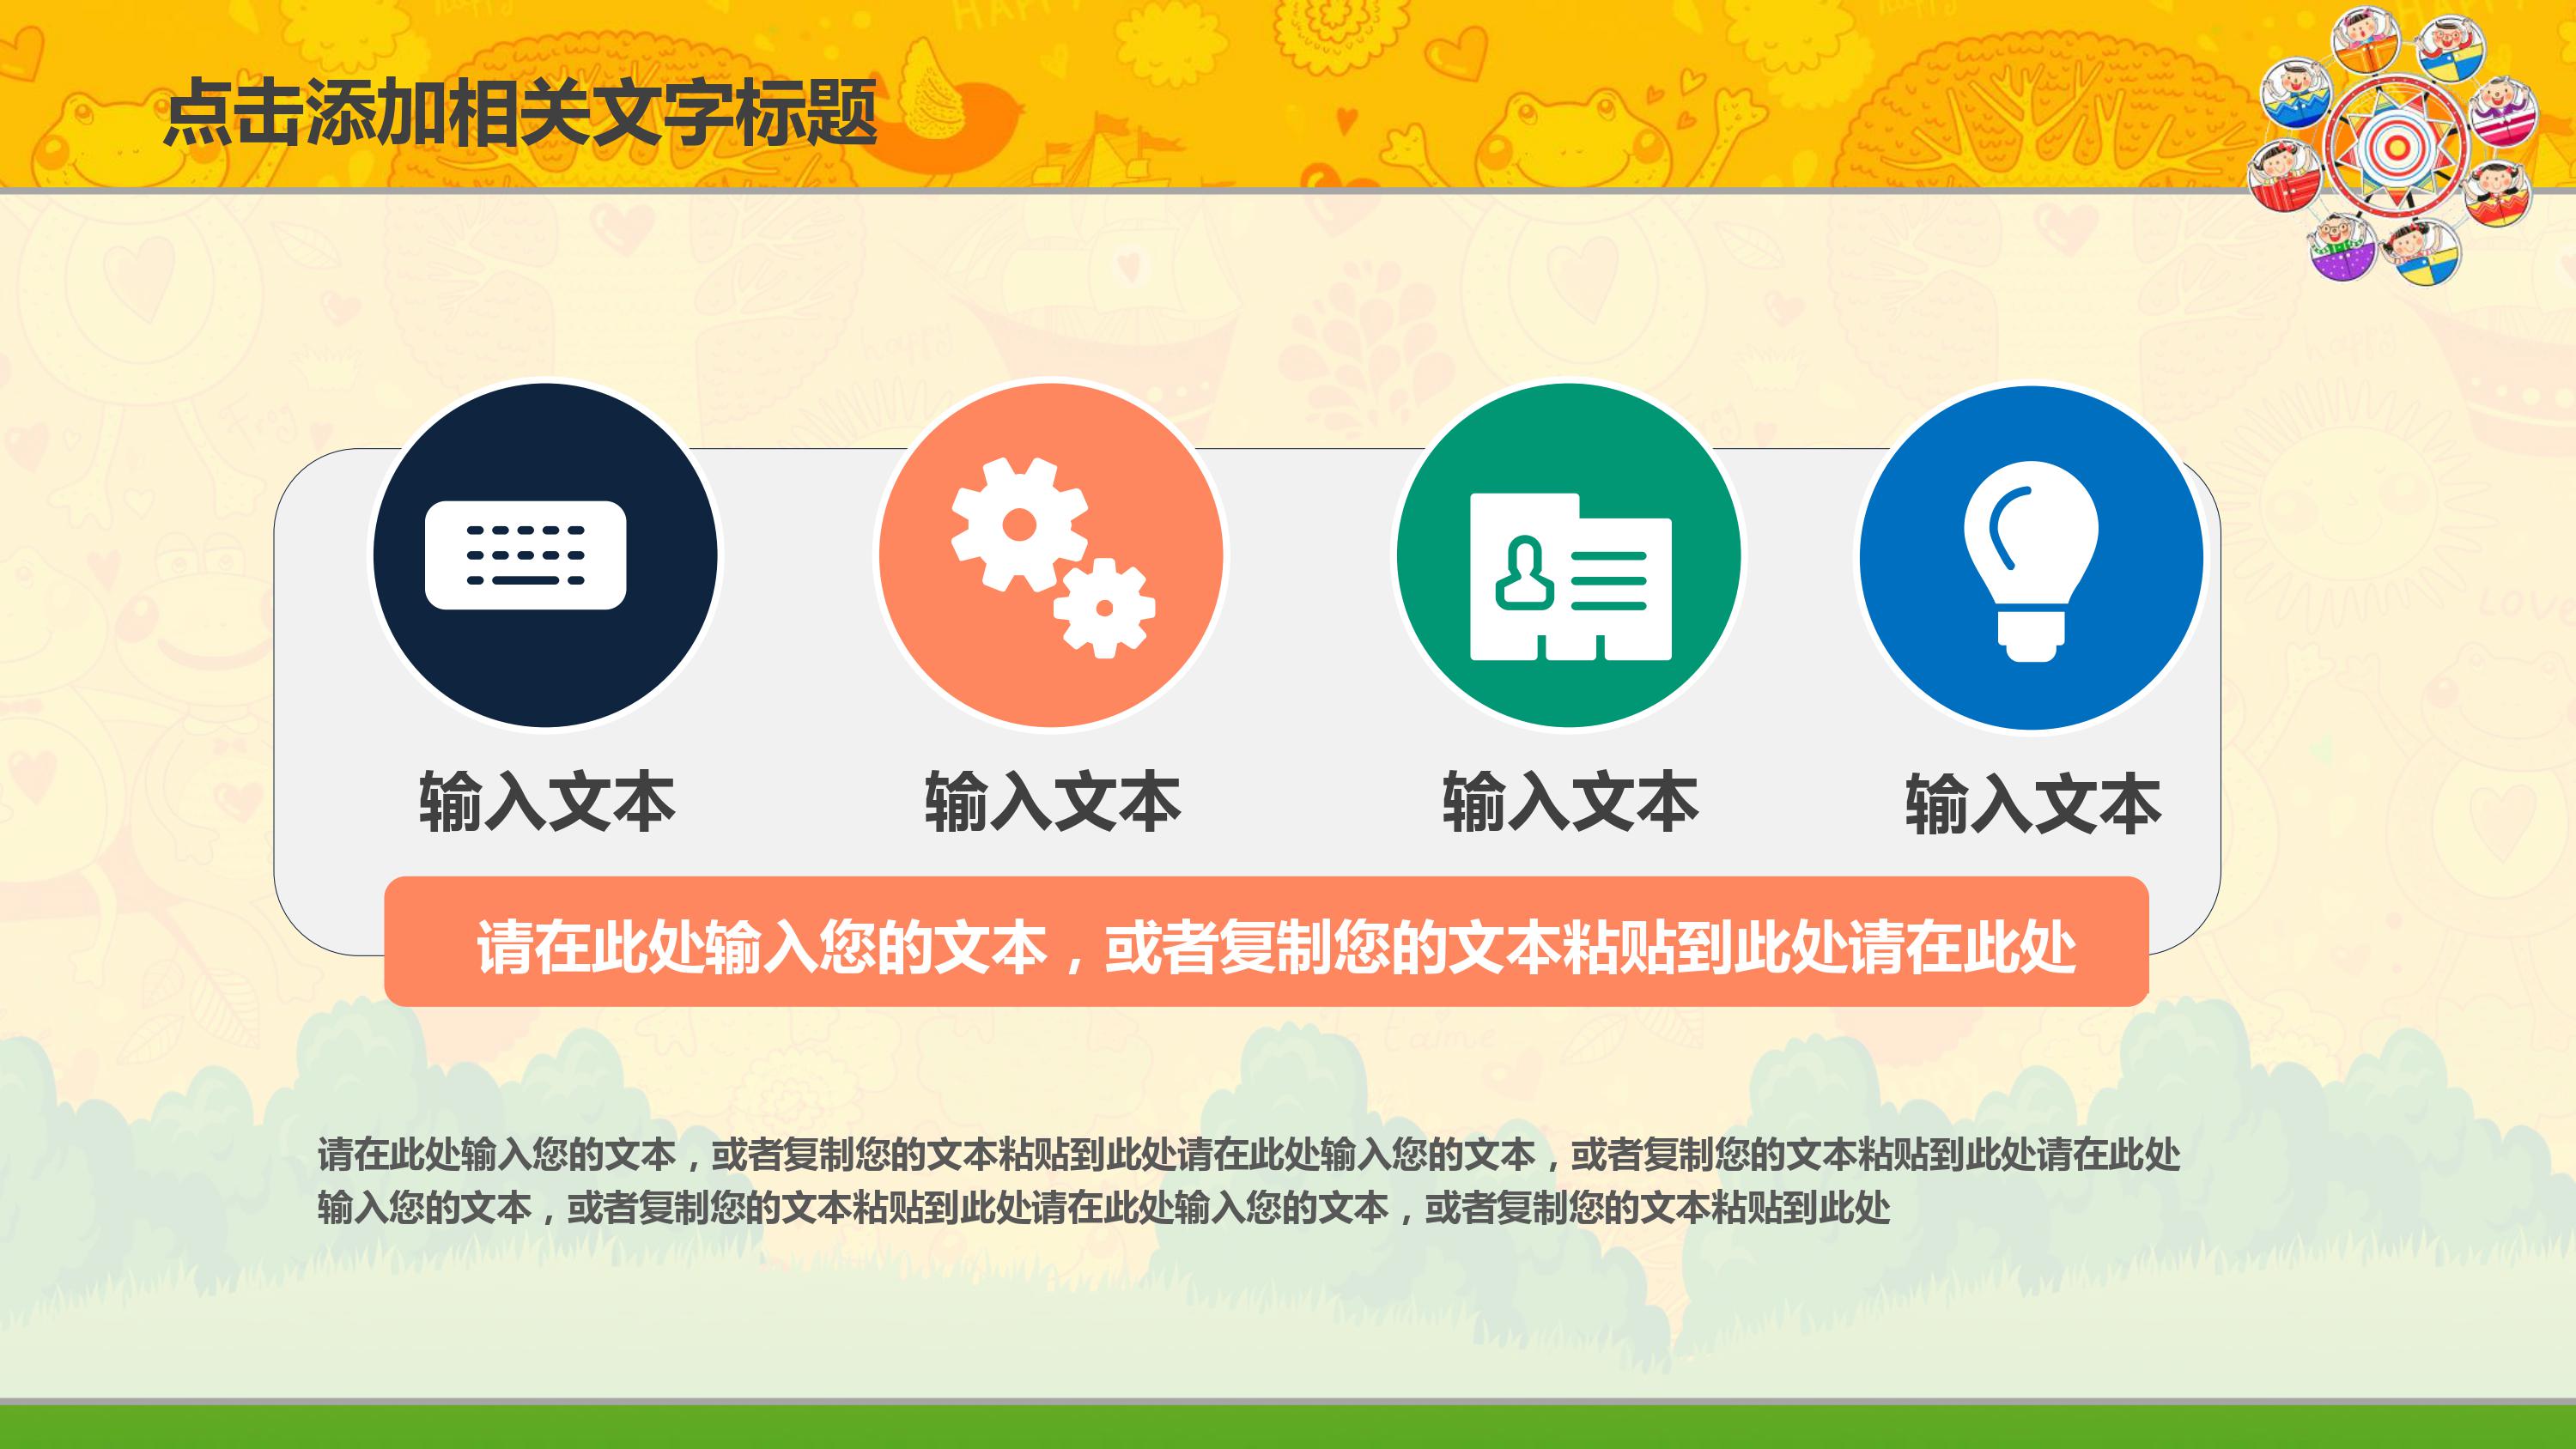 点击添加相关文字标题
输入文本
输入文本
输入文本
输入文本
请在此处输入您的文本，或者复制您的文本粘贴到此处请在此处
请在此处输入您的文本，或者复制您的文本粘贴到此处请在此处输入您的文本，或者复制您的文本粘贴到此处请在此处
输入您的文本，或者复制您的文本粘贴到此处请在此处输入您的文本，或者复制您的文本粘贴到此处